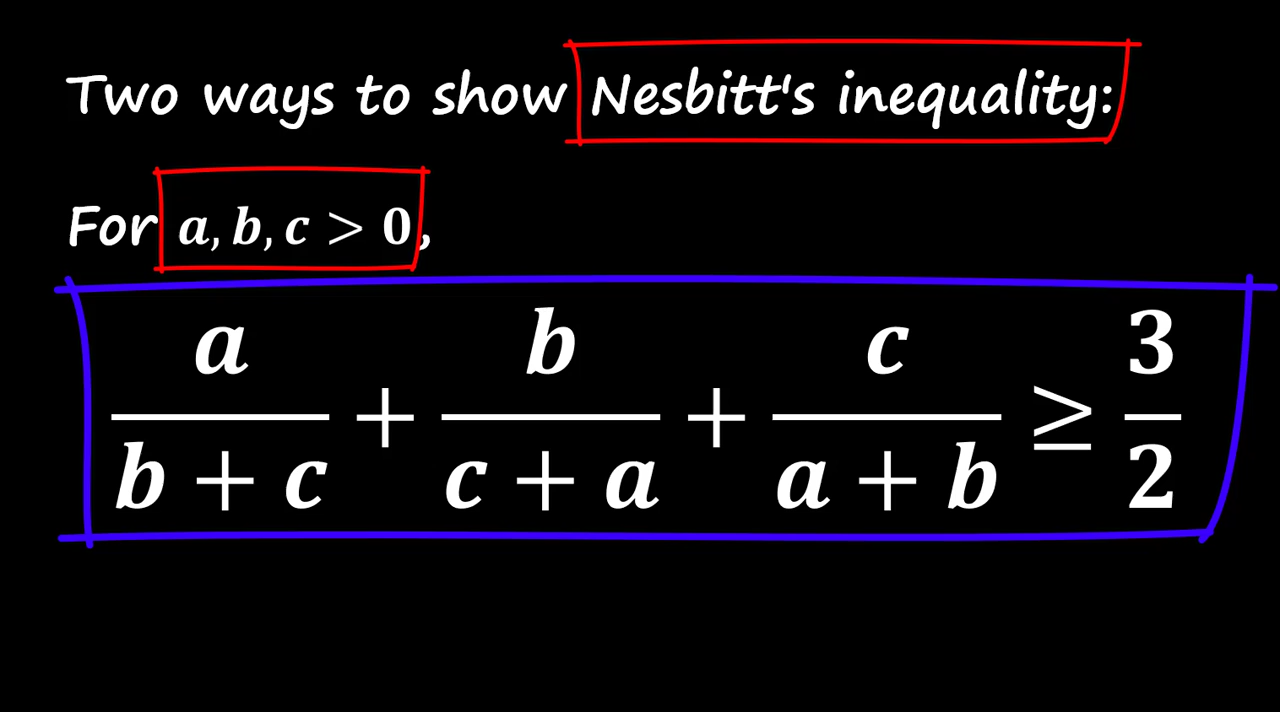 Two ways to show Nesbitt's inequality:
For a, b, c > 0,
a/(b + c) + b/(c + a) + c/(a + b) ≥ 3/2